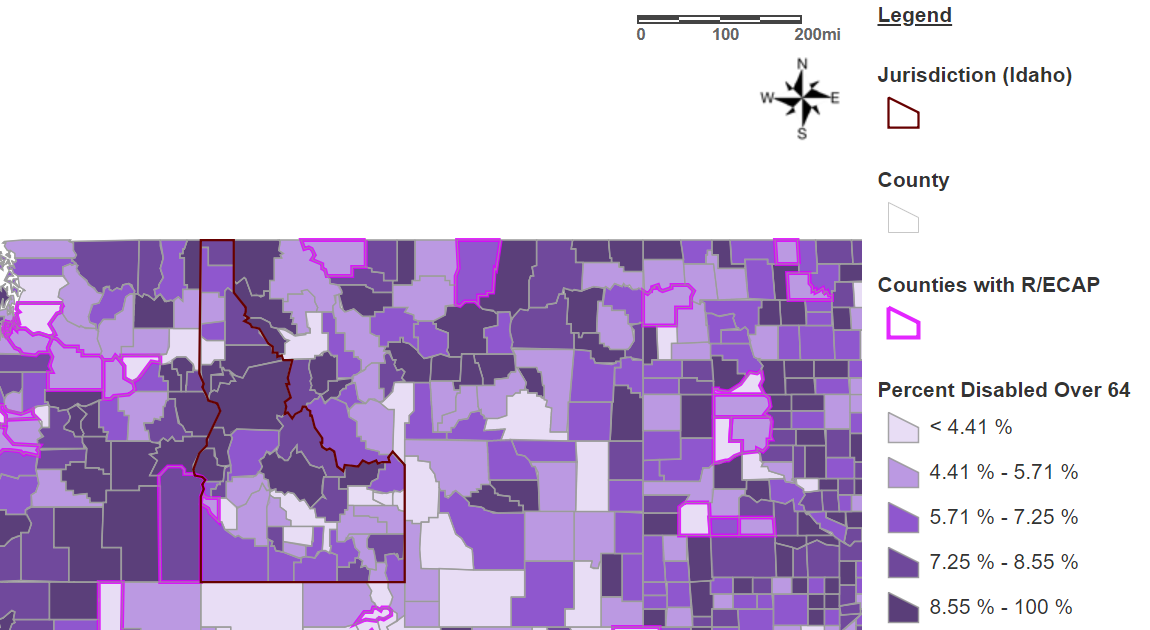 Legend
0 100 200mi
N
W E
S
Jurisdiction (Idaho)
County
Counties with R/ECAP
Percent Disabled Over 64
< 4.41 %
4.41 % - 5.71 %
5.71 % - 7.25 %
7.25 % - 8.55 %
8.55 % - 100 %